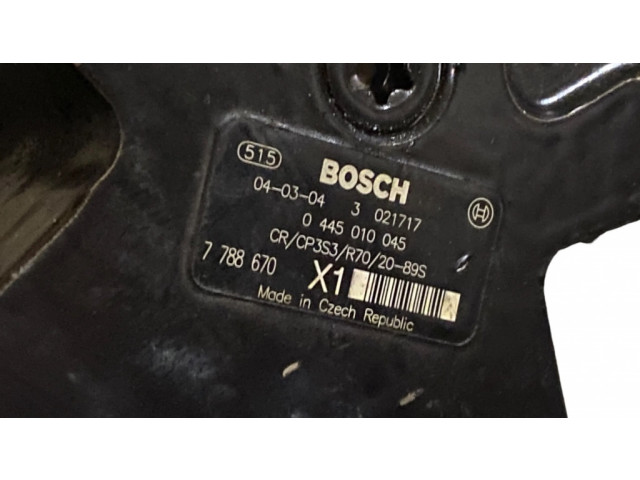 515 BOSCH
04-03-04 3 021717
0 445 010 045
CR/CP3S3/R70/20-89S
7 788 670 X1
Made in Czech Republic